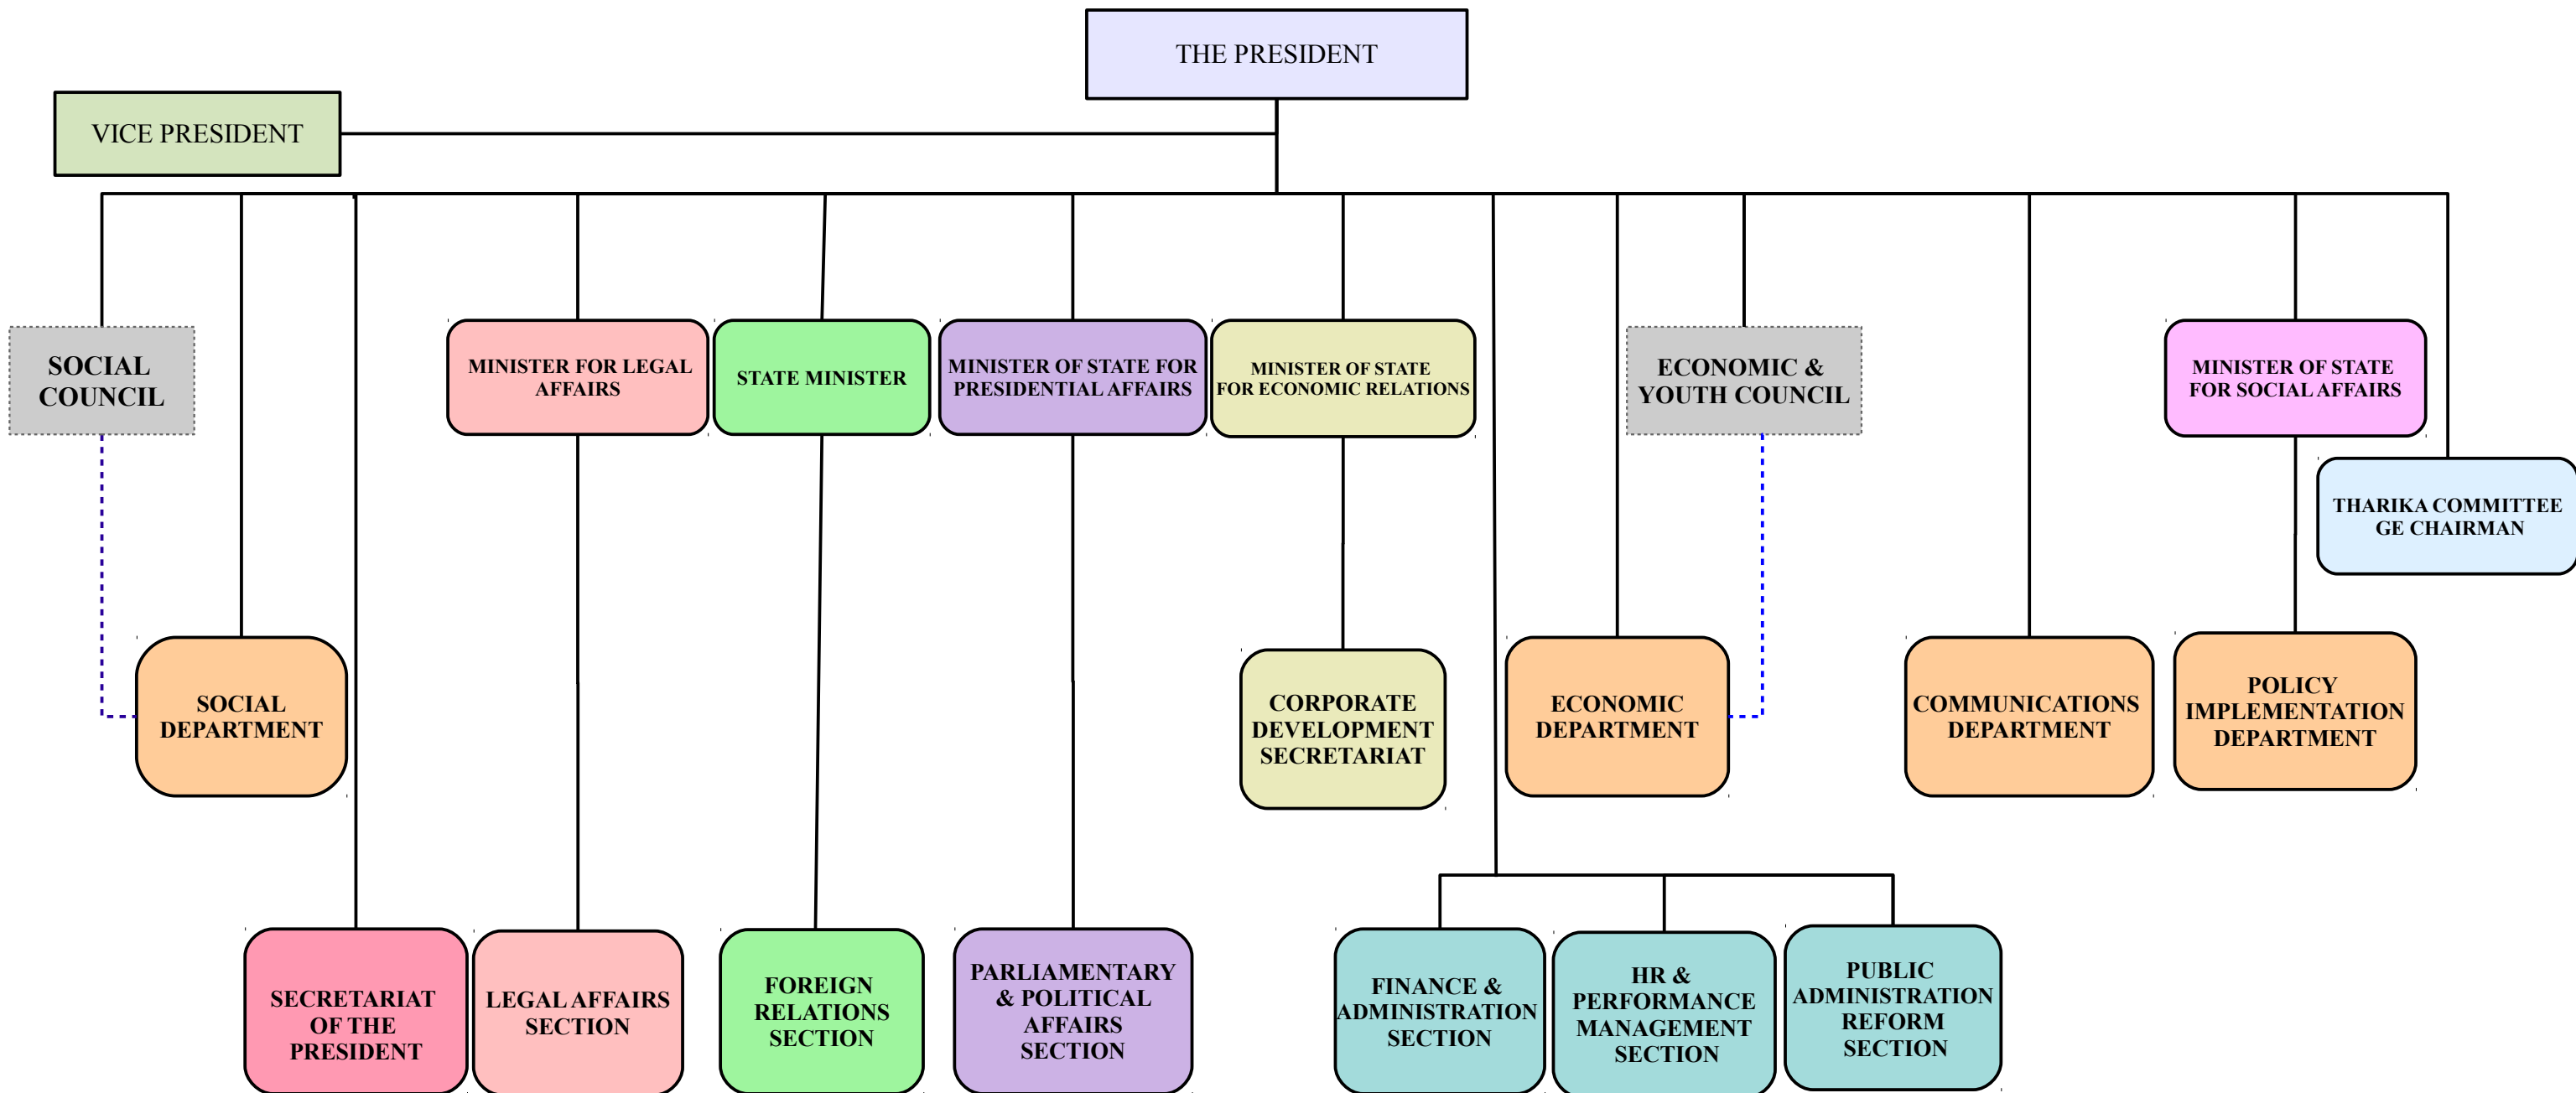 THE PRESIDENT
VICE PRESIDENT
SOCIAL
COUNCIL
MINISTER FOR LEGAL
AFFAIRS
STATE MINISTER
MINISTER OF STATE FOR
PRESIDENTIAL AFFAIRS
MINISTER OF STATE
FOR ECONOMIC RELATIONS
ECONOMIC &
YOUTH COUNCIL
MINISTER OF STATE
FOR SOCIAL AFFAIRS
THARIKA COMMITTEE
GE CHAIRMAN
SOCIAL
DEPARTMENT
CORPORATE
DEVELOPMENT
SECRETARIAT
ECONOMIC
DEPARTMENT
COMMUNICATIONS
DEPARTMENT
POLICY
IMPLEMENTATION
DEPARTMENT
SECRETARIAT
OF THE
PRESIDENT
LEGAL AFFAIRS
SECTION
FOREIGN
RELATIONS
SECTION
PARLIAMENTARY
& POLITICAL
AFFAIRS
SECTION
FINANCE &
ADMINISTRATION
SECTION
HR &
PERFORMANCE
MANAGEMENT
SECTION
PUBLIC
ADMINISTRATION
REFORM
SECTION